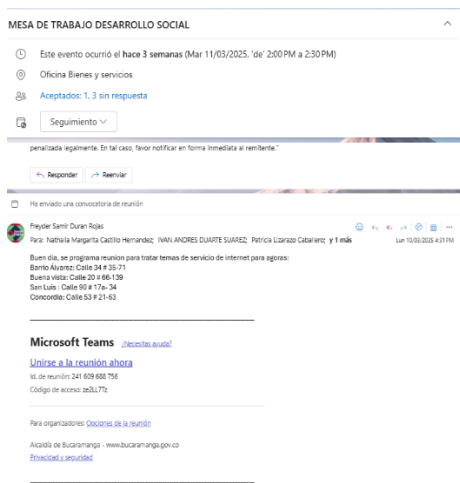 MESA DE TRABAJO DESARROLLO SOCIAL
Este evento ocurrió el hace 3 semanas (Mar 11/03/2025, 'de' 2:00 PM a 2:30 PM)
Oficina Bienes y servicios
Aceptados: 1, 3 sin respuesta
Seguimiento
penalizada legalmente. En tal caso, favor notificar en forma inmediata al remitente."
Responder
Reenviar
Ha enviado una convocatoria de reunión
Freyder Samir Duran Rojas
Para: Nathalia Margarita Castillo Hernandez; IVAN ANDRES DUARTE SUAREZ; Patricia Lizarazo Caballero; y 1 más
Lun 10/03/2025 4:31 PM
Buen día, se programa reunion para tratar temas de servicio de internet para agoras:
Barrio Álvarez: Calle 34 # 35-71
Buena vista: Calle 20 # 66-139
San Luis : Calle 90 # 17a- 34
Concordia: Calle 53 # 21-63
Microsoft Teams ¿Necesitas ayuda?
Unirse a la reunión ahora
Id. de reunión: 241 609 688 756
Código de acceso: ze2LL7Tz
Para organizadores: Opciones de la reunión
Alcaldía de Bucaramanga - www.bucaramanga.gov.co
Privacidad y seguridad